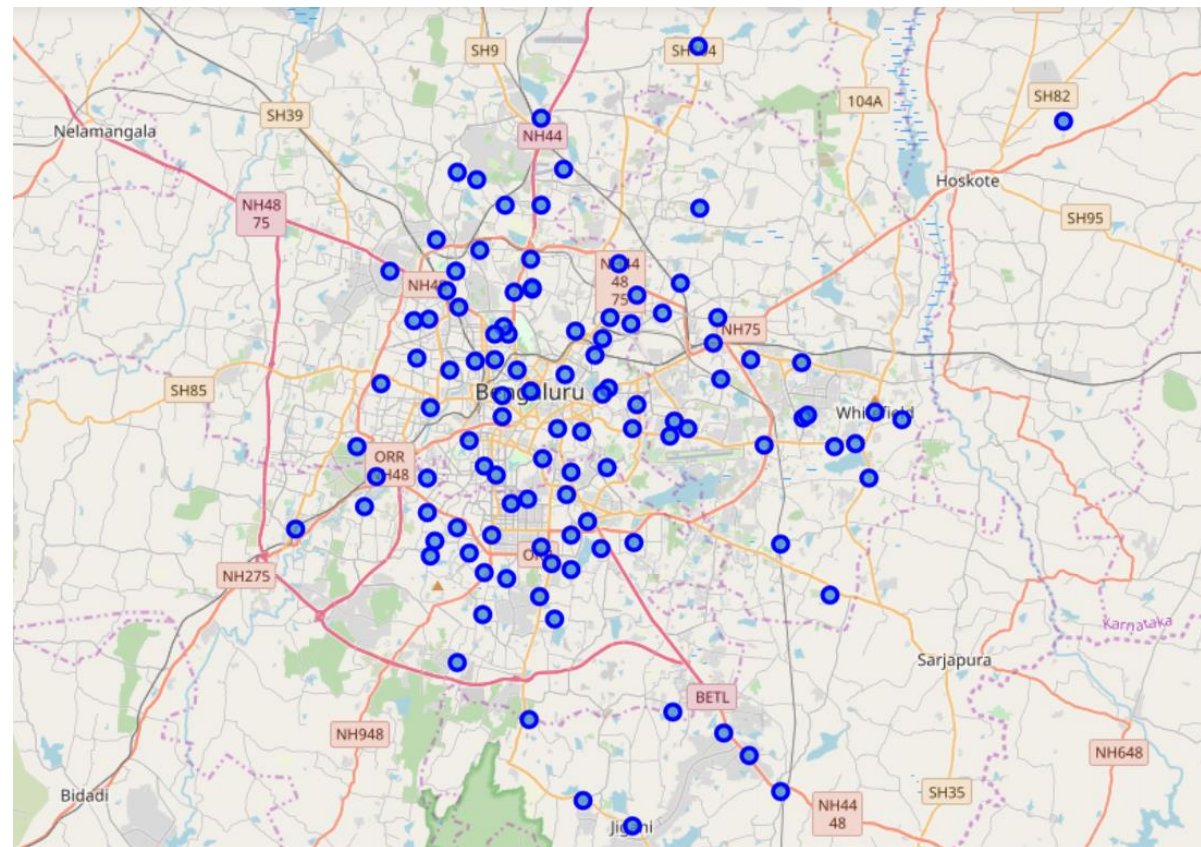 SH9
SH104
SH82
104A
SH39
Nelamangala
NH44
Hoskote
NH48
75
SH95
NH44
48
75
NH48
NH75
SH85
Bengaluru
Whitefield
ORR
NH48
ORR
NH275
Karnataka
Sarjapura
BETL
NH948
NH648
Bidadi
SH35
NH44
48
Jigani